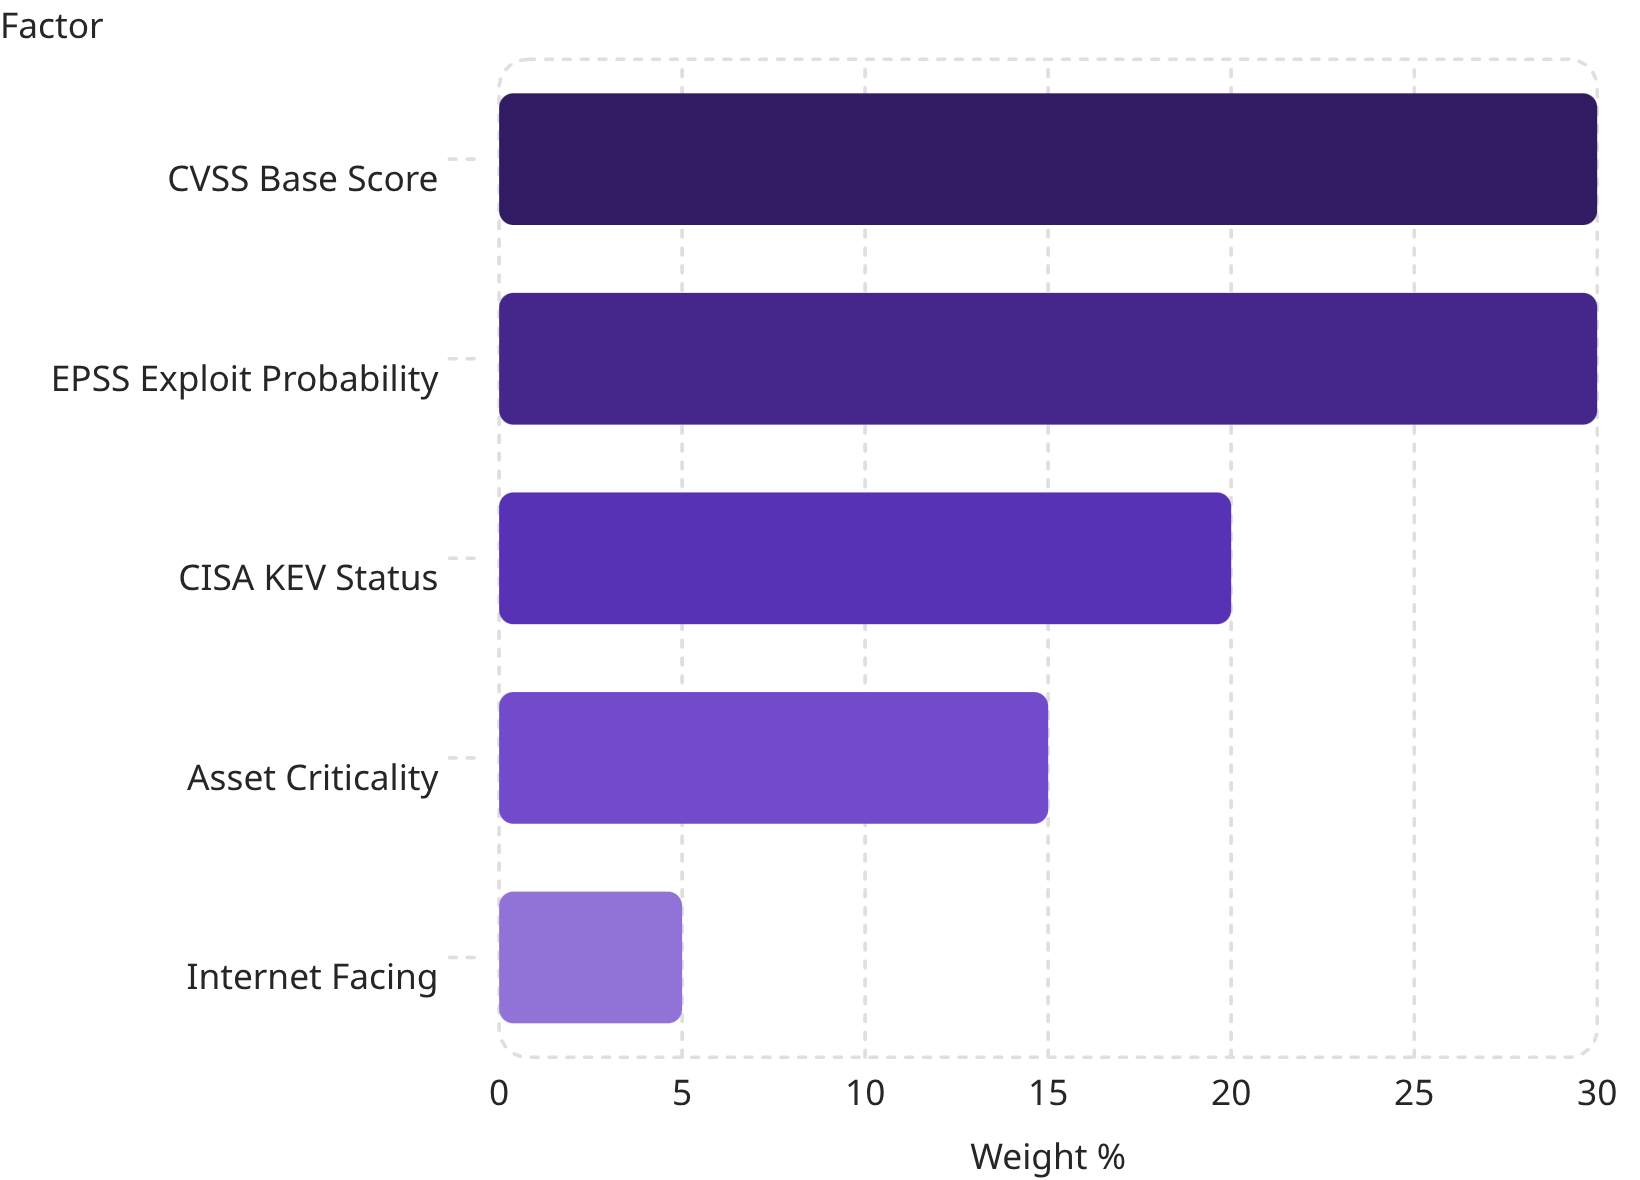 Factor
CVSS Base Score
EPSS Exploit Probability
CISA KEV Status
Asset Criticality
Internet Facing
0 5 10 15 20 25 30
Weight %